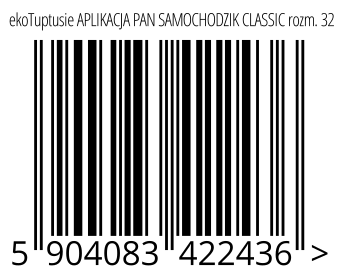 ekoTuptusie APLIKACJA PAN SAMOCHODZIK CLASSIC rozm. 32
5 904083 422436 >